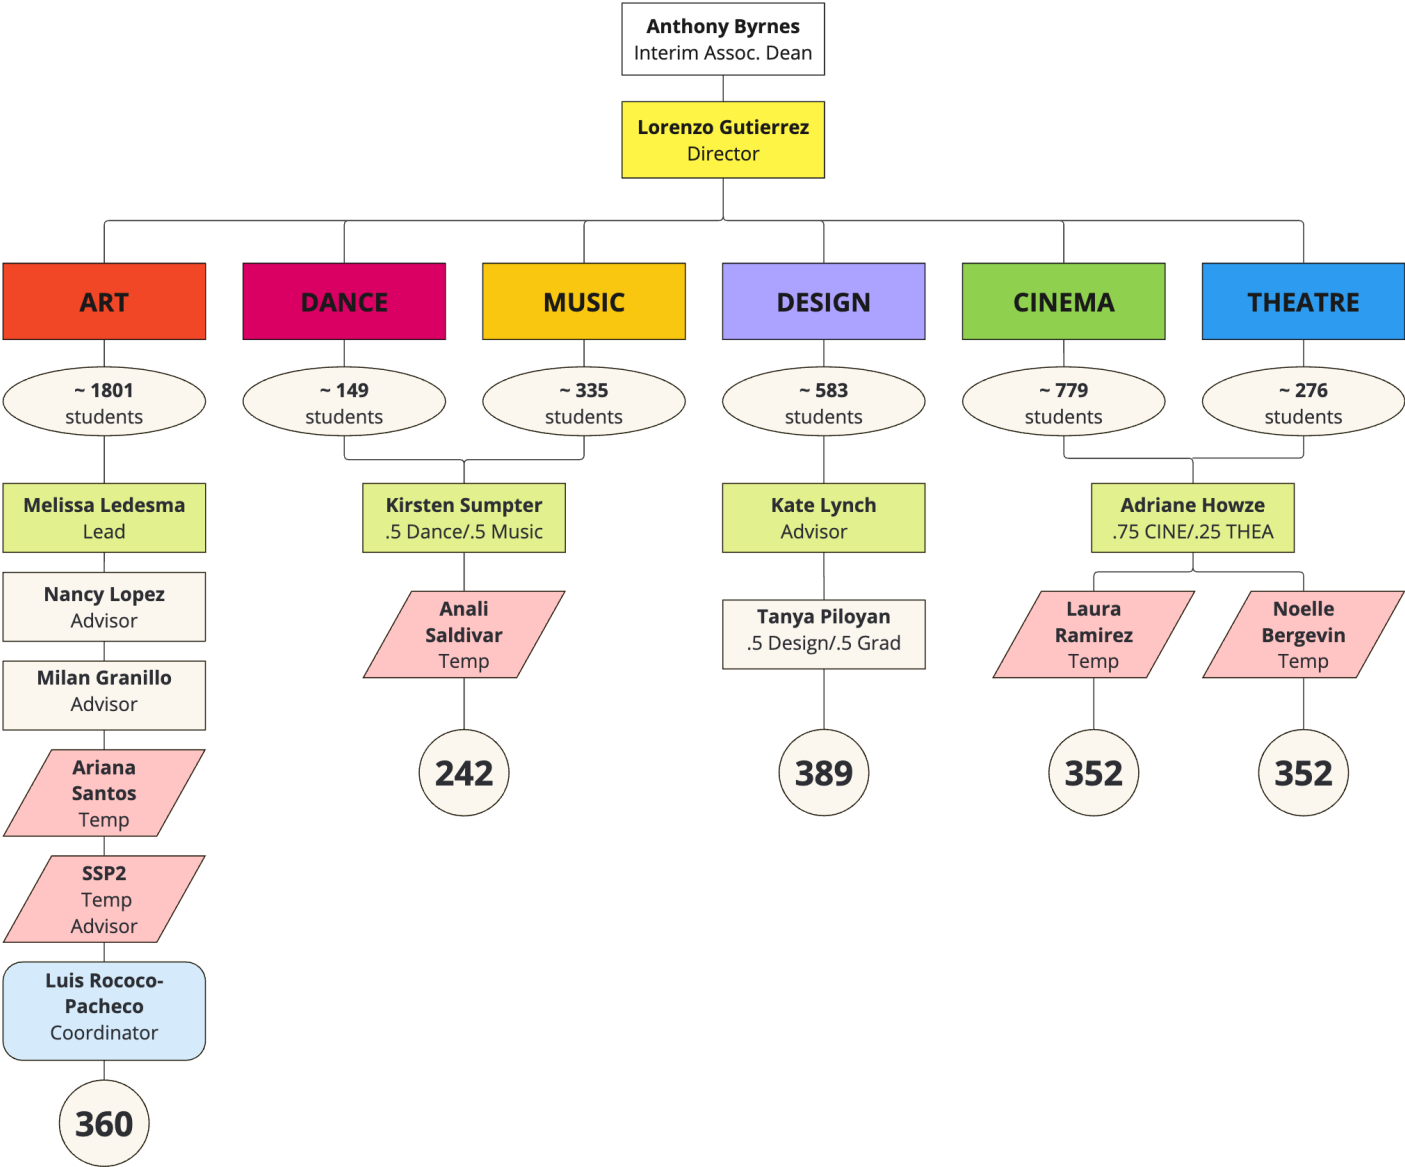 Anthony Byrnes
Interim Assoc. Dean
Lorenzo Gutierrez
Director
ART
DANCE
MUSIC
DESIGN
CINEMA
THEATRE
~ 1801
students
~ 149
students
~ 335
students
~ 583
students
~ 779
students
~ 276
students
Melissa Ledesma
Lead
Kirsten Sumpter
.5 Dance/.5 Music
Kate Lynch
Advisor
Adriane Howze
.75 CINE/.25 THEA
Nancy Lopez
Advisor
Anali
Saldivar
Temp
Tanya Piloyan
.5 Design/.5 Grad
Laura
Ramirez
Temp
Noelle
Bergevin
Temp
Milan Granillo
Advisor
Ariana
Santos
Temp
242
389
352
352
SSP2
Temp
Advisor
Luis Rococo-
Pacheco
Coordinator
360